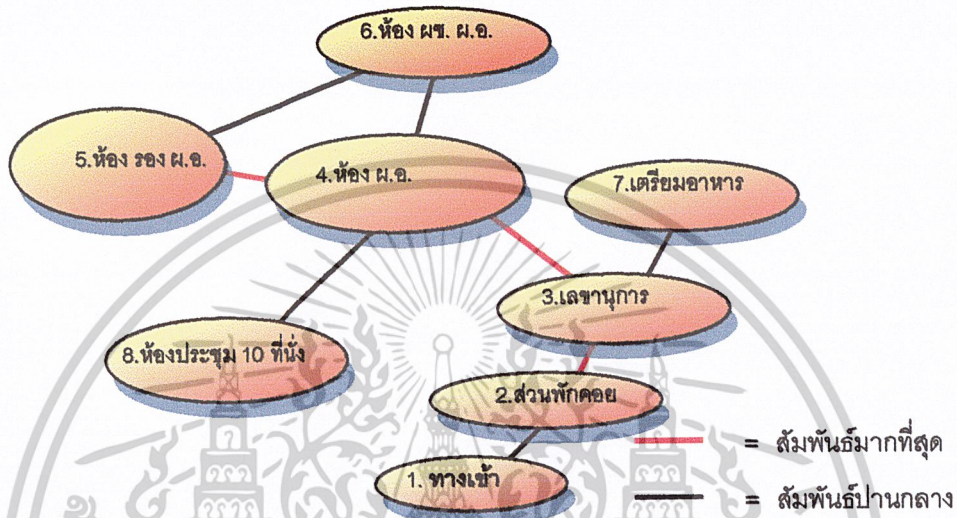 6.ห้อง ผช. ผ.อ.
5.ห้อง รอง ผ.อ.
4.ห้อง ผ.อ.
7.เตรียมอาหาร
3.เลขานุการ
8.ห้องประชุม 10 ที่นั่ง
2.ส่วนพักคอย
1. ทางเข้า
= สัมพันธ์มากที่สุด
= สัมพันธ์ปานกลาง